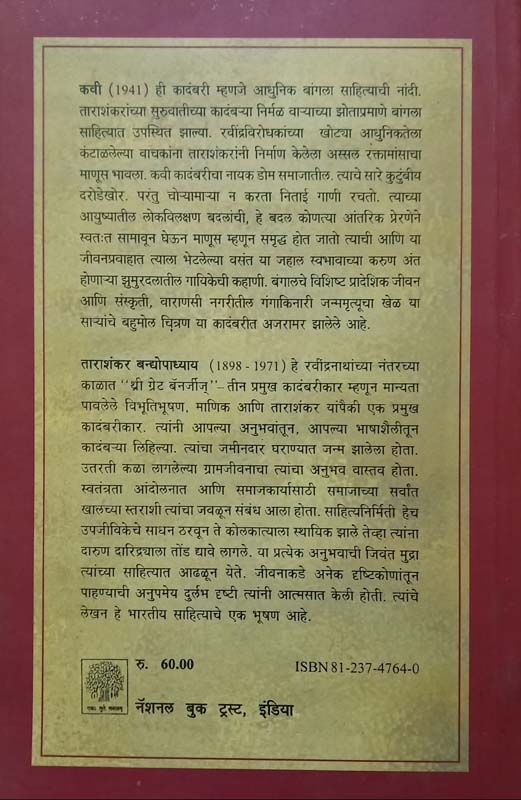 कवी (1941) ही कादंबरी म्हणजे आधुनिक बांगला साहित्याची नांदी.
ताराशंकरांच्या सुरुवातीच्या कादंबऱ्या निर्मळ वाऱ्याच्या झोताप्रमाणे बांगला
साहित्यात उपस्थित झाल्या. रवींद्रविरोधकांच्या खोट्या आधुनिकतेला
कंटाळलेल्या वाचकांना ताराशंकरांनी निर्माण केलेला अस्सल रक्तामांसाचा
माणूस भावला. कवी कादंबरीचा नायक डोम समाजातील. त्याचे सारे कुटुंबीय
दरोडेखोर. परंतु चोऱ्यामाऱ्या न करता निताई गाणी रचतो. त्याच्या
आयुष्यातील लोकविलक्षण बदलांची, हे बदल कोणत्या आंतरिक प्रेरणेने
स्वतःत सामावून घेऊन माणूस म्हणून समृद्ध होत जातो त्याची आणि या
जीवनप्रवाहात त्याला भेटलेल्या वसंत या जहाल स्वभावाच्या करुण अंत
होणाऱ्या झुमुरदलातील गायिकेची कहाणी. बंगालचे विशिष्ट प्रादेशिक जीवन
आणि संस्कृती, वाराणसी नगरीतील गंगाकिनारी जन्ममृत्यूचा खेळ या
साऱ्यांचे बहुमोल चित्रण या कादंबरीत अजरामर झालेले आहे.
ताराशंकर बन्द्योपाध्याय (1898 - 1971) हे रवींद्रनाथांच्या नंतरच्या
काळात "थ्री ग्रेट बॅनर्जीज्" – तीन प्रमुख कादंबरीकार म्हणून मान्यता
पावलेले विभूतिभूषण, माणिक आणि ताराशंकर यांपैकी एक प्रमुख
कादंबरीकार. त्यांनी आपल्या अनुभवांतून, आपल्या भाषाशैलीतून
कादंबऱ्या लिहिल्या. त्यांचा जमीनदार घराण्यात जन्म झालेला होता.
उतरती कळा लागलेल्या ग्रामजीवनाचा त्यांचा अनुभव वास्तव होता.
स्वतंत्रता आंदोलनात आणि समाजकार्यासाठी समाजाच्या सर्वांत
खालच्या स्तराशी त्यांचा जवळून संबंध आला होता. साहित्यनिर्मिती हेच
उपजीविकेचे साधन ठरवून ते कोलकात्याला स्थायिक झाले तेव्हा त्यांना
दारुण दारिद्र्याला तोंड द्यावे लागले. या प्रत्येक अनुभवाची जिवंत मुद्रा
त्यांच्या साहित्यात आढळून येते. जीवनाकडे अनेक दृष्टिकोणांतून
पाहण्याची अनुपमेय दुर्लभ दृष्टी त्यांनी आत्मसात केली होती. त्यांचे
लेखन हे भारतीय साहित्याचे एक भूषण आहे.
रु. 60.00 ISBN 81-237-4764-0
एकः सूते सकलम्
नॅशनल बुक ट्रस्ट, इंडिया